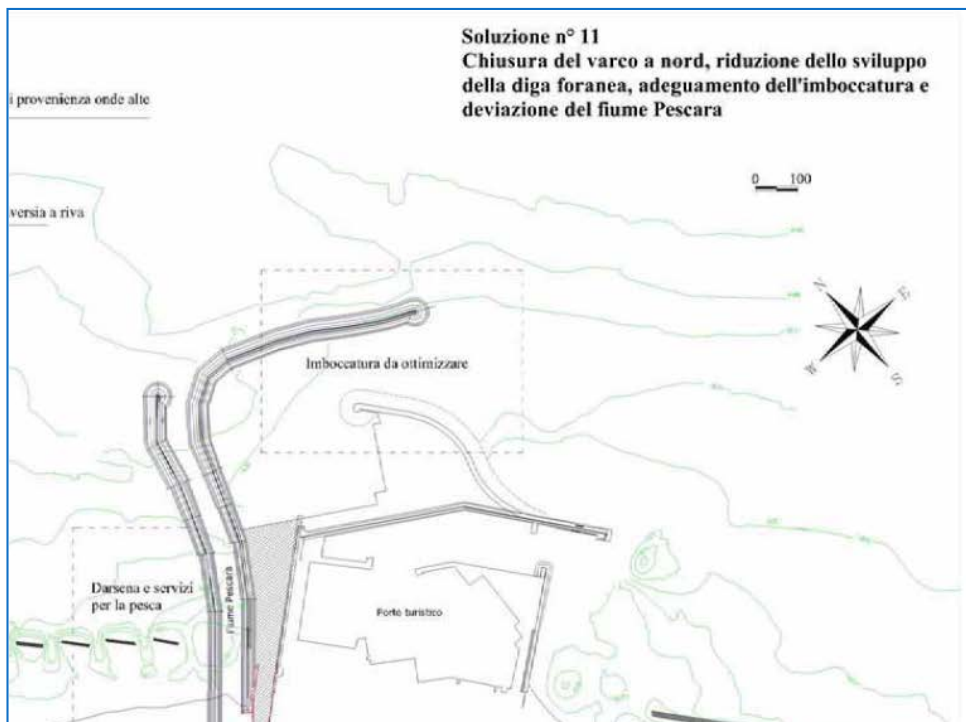 Soluzione n° 11
Chiusura del varco a nord, riduzione dello sviluppo
della diga foranea, adeguamento dell'imboccatura e
deviazione del fiume Pescara
i provenienza onde alte
0 100
versia a riva
N
E
W
S
Imboccatura da ottimizzare
Darsena e servizi
per la pesca
Fiume Pescara
Porto turistico